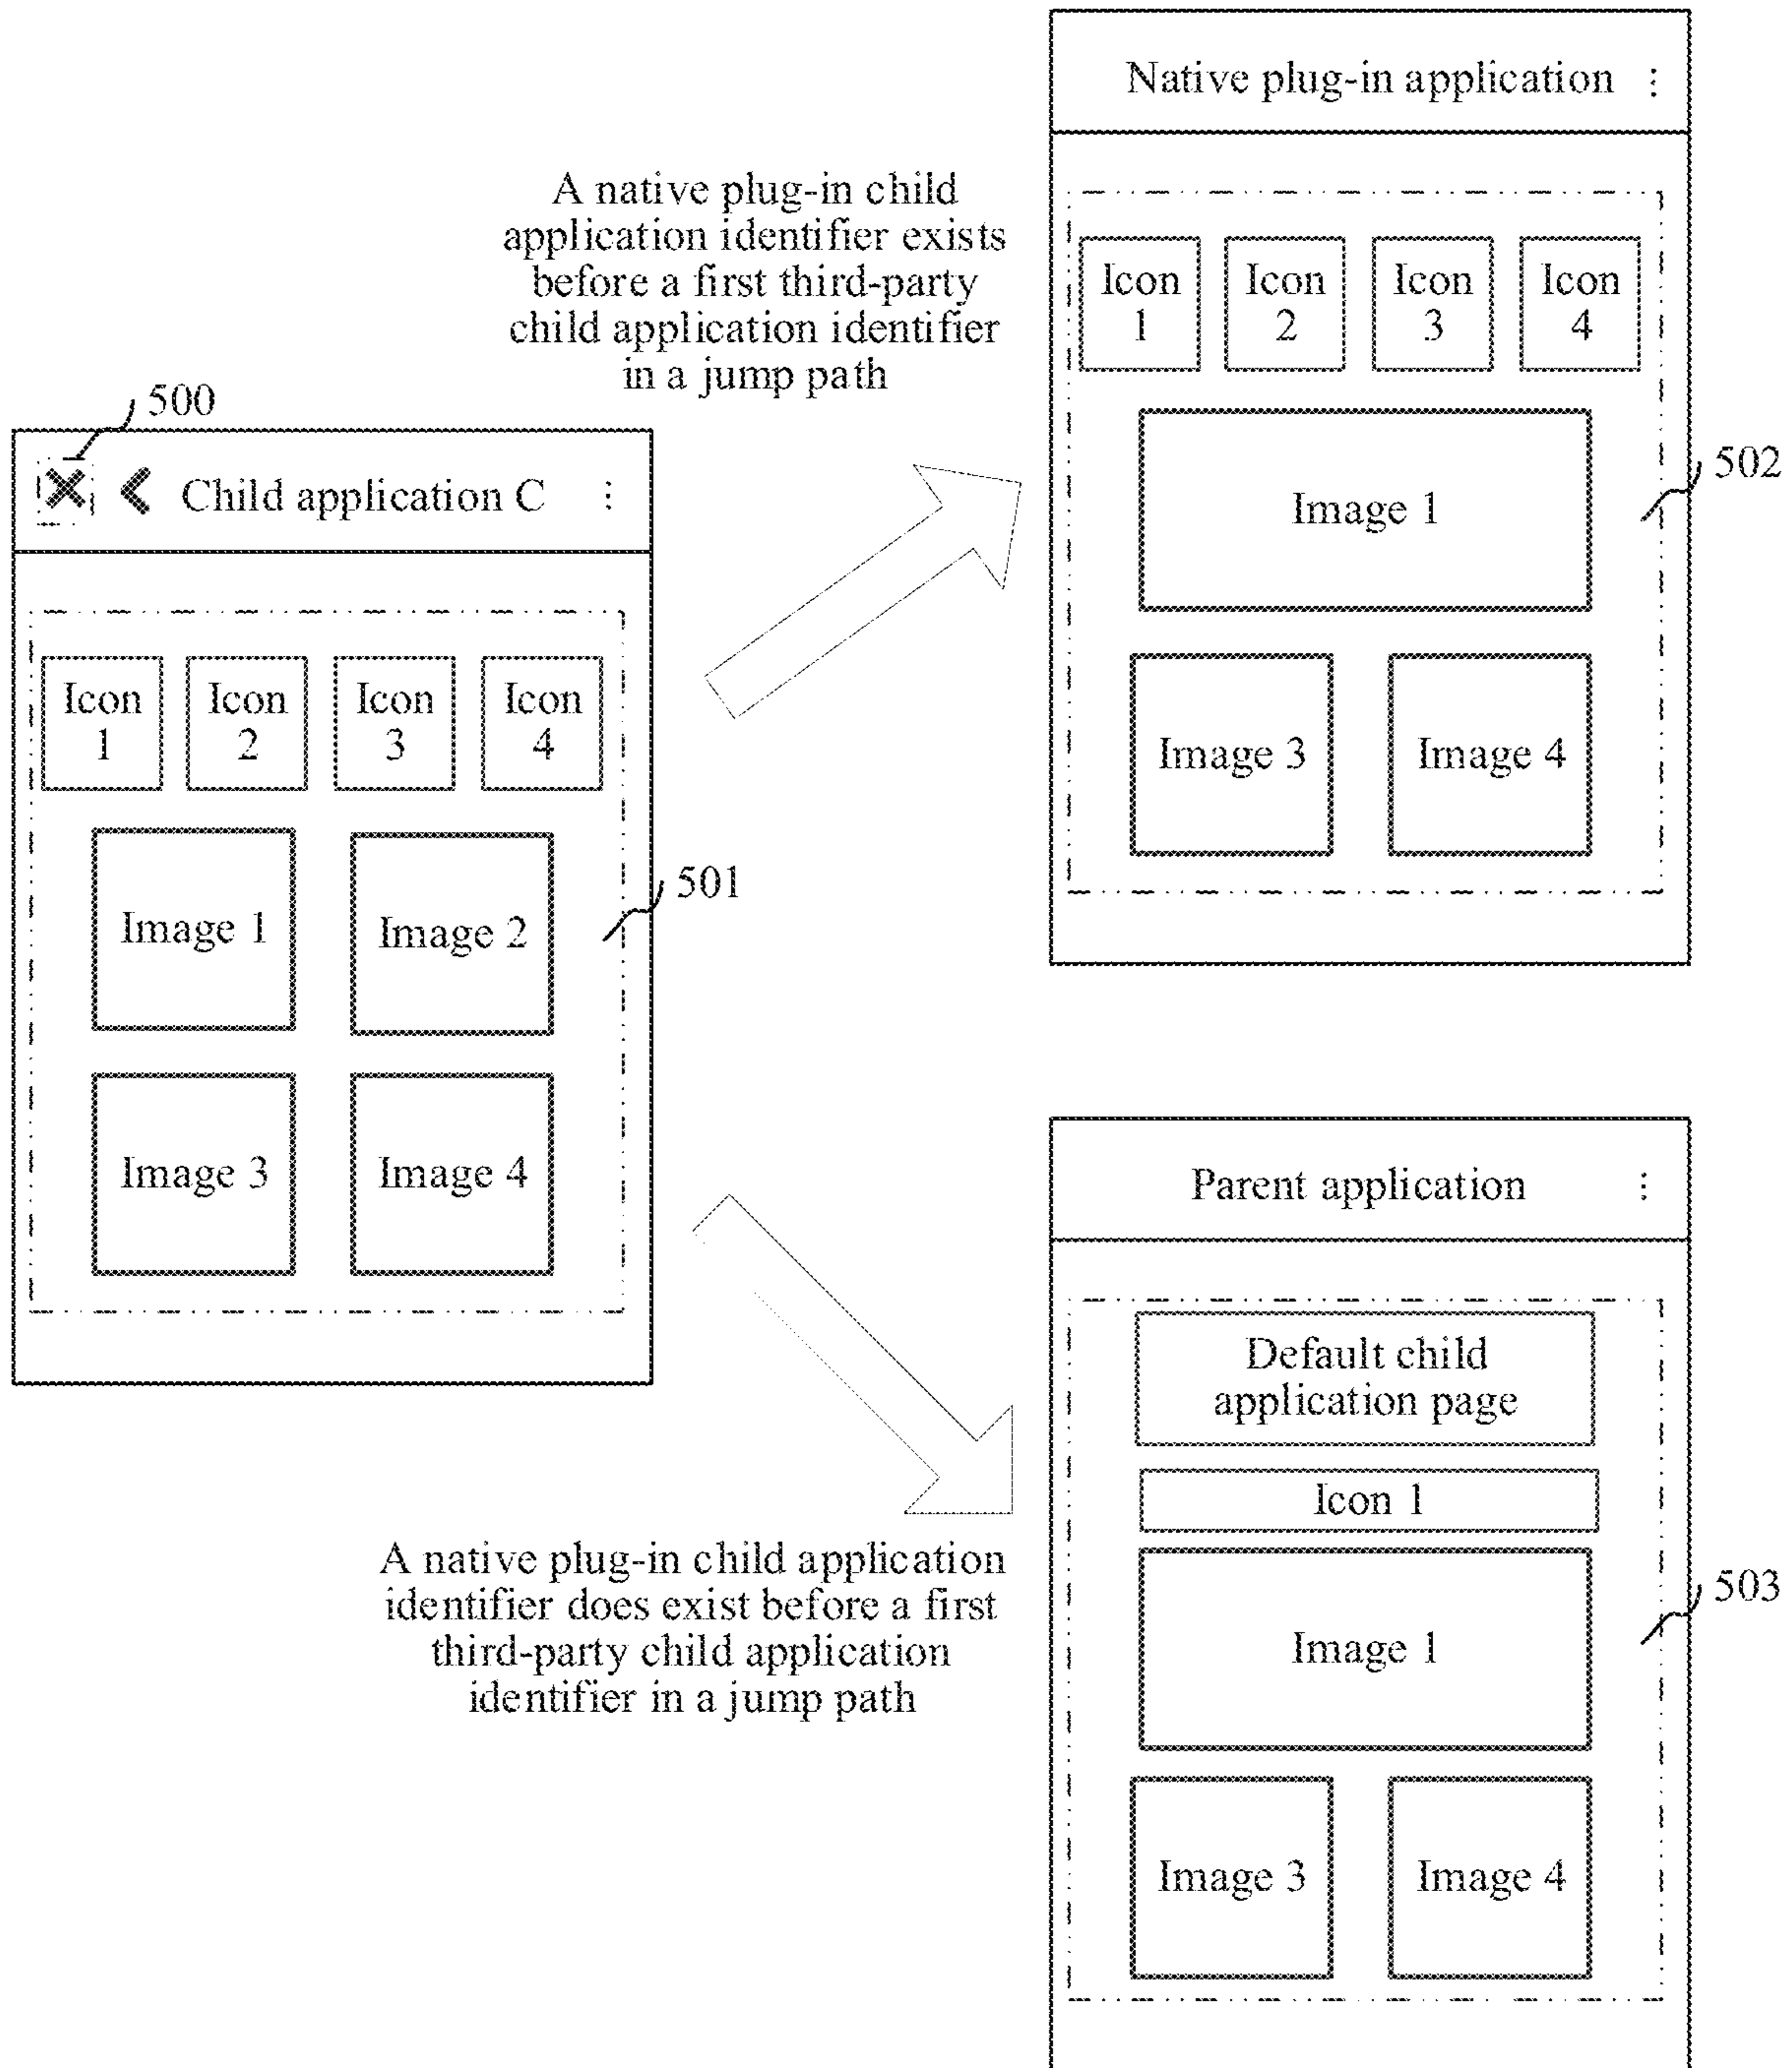 500
✕ < Child application C ⋮
Icon
1
Icon
2
Icon
3
Icon
4
Image 1
Image 2
Image 3
Image 4
501
A native plug-in child
application identifier exists
before a first third-party
child application identifier
in a jump path
Native plug-in application ⋮
Icon
1
Icon
2
Icon
3
Icon
4
Image 1
Image 3
Image 4
502
A native plug-in child application
identifier does exist before a first
third-party child application
identifier in a jump path
Parent application ⋮
Default child
application page
Icon 1
Image 1
Image 3
Image 4
503